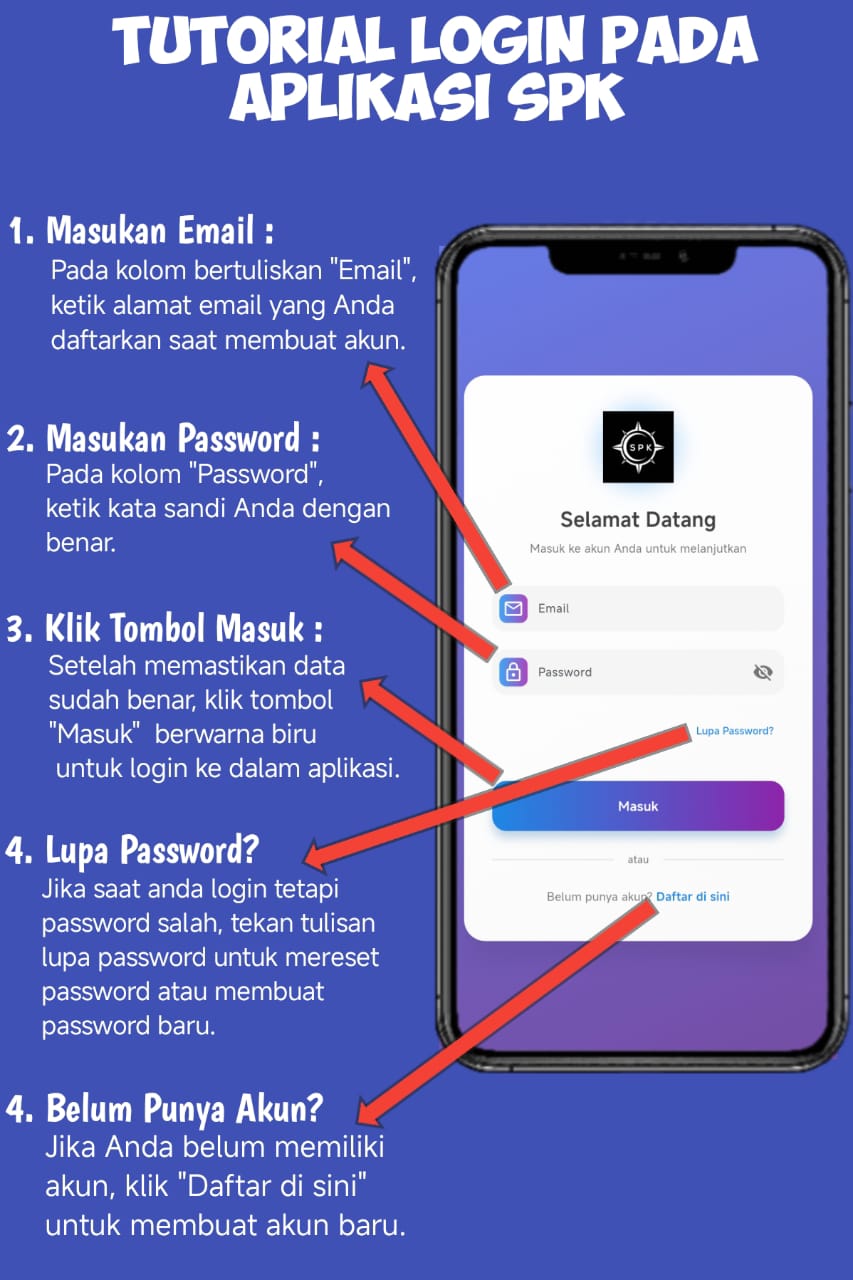 TUTORIAL LOGIN PADA
APLIKASI SPK
1. Masukan Email :
Pada kolom bertuliskan "Email",
ketik alamat email yang Anda
daftarkan saat membuat akun.
2. Masukan Password :
Pada kolom "Password",
ketik kata sandi Anda dengan
benar.
3. Klik Tombol Masuk :
Setelah memastikan data
sudah benar, klik tombol
"Masuk" berwarna biru
untuk login ke dalam aplikasi.
4. Lupa Password?
Jika saat anda login tetapi
password salah, tekan tulisan
lupa password untuk mereset
password atau membuat
password baru.
4. Belum Punya Akun?
Jika Anda belum memiliki
akun, klik "Daftar di sini"
untuk membuat akun baru.
SPK
Selamat Datang
Masuk ke akun Anda untuk melanjutkan
Email
Password
Lupa Password?
Masuk
atau
Belum punya akun? Daftar di sini